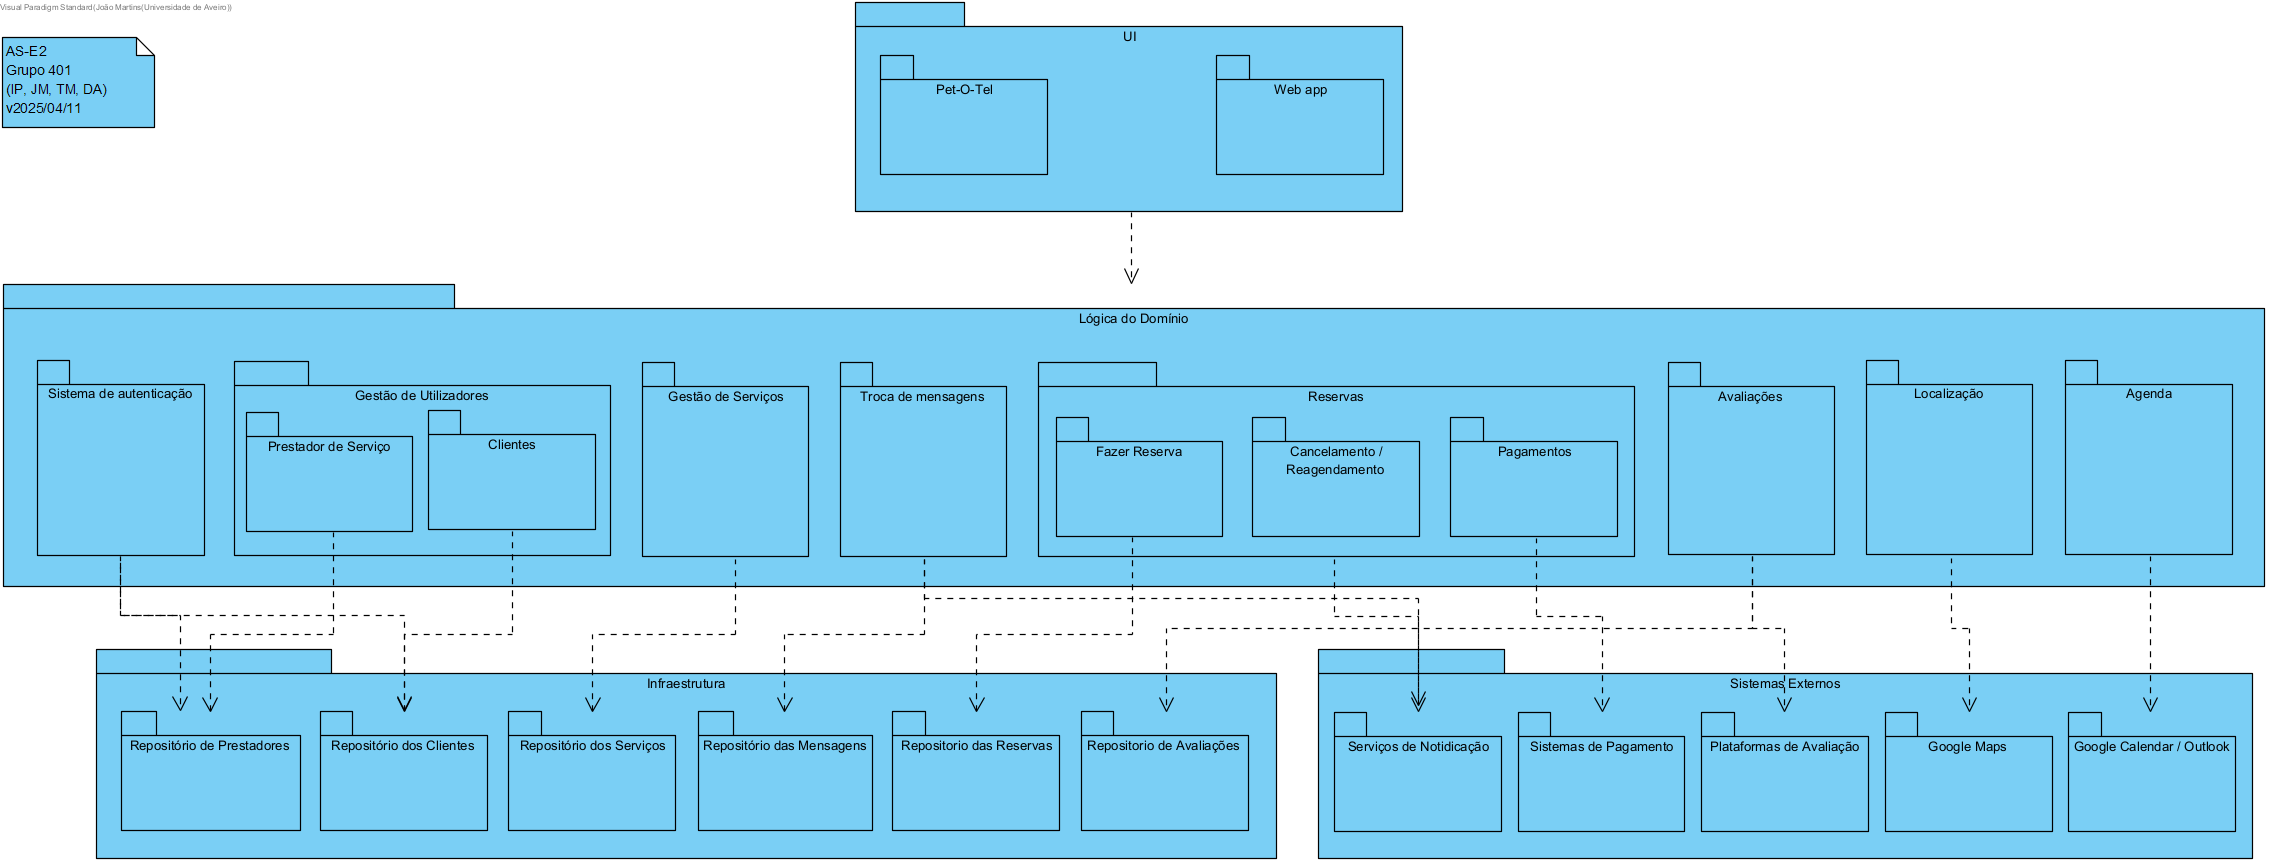 Visual Paradigm Standard(João Martins(Universidade de Aveiro))
AS-E2
Grupo 401
(IP, JM, TM, DA)
v2025/04/11
UI
Pet-O-Tel
Web app
Lógica do Domínio
Sistema de autenticação
Gestão de Utilizadores
Prestador de Serviço
Clientes
Gestão de Serviços
Troca de mensagens
Reservas
Fazer Reserva
Cancelamento /
Reagendamento
Pagamentos
Avaliações
Localização
Agenda
Infraestrutura
Repositório de Prestadores
Repositório dos Clientes
Repositório dos Serviços
Repositório das Mensagens
Repositorio das Reservas
Repositorio de Avaliações
Sistemas Externos
Serviços de Notidicação
Sistemas de Pagamento
Plataformas de Avaliação
Google Maps
Google Calendar / Outlook